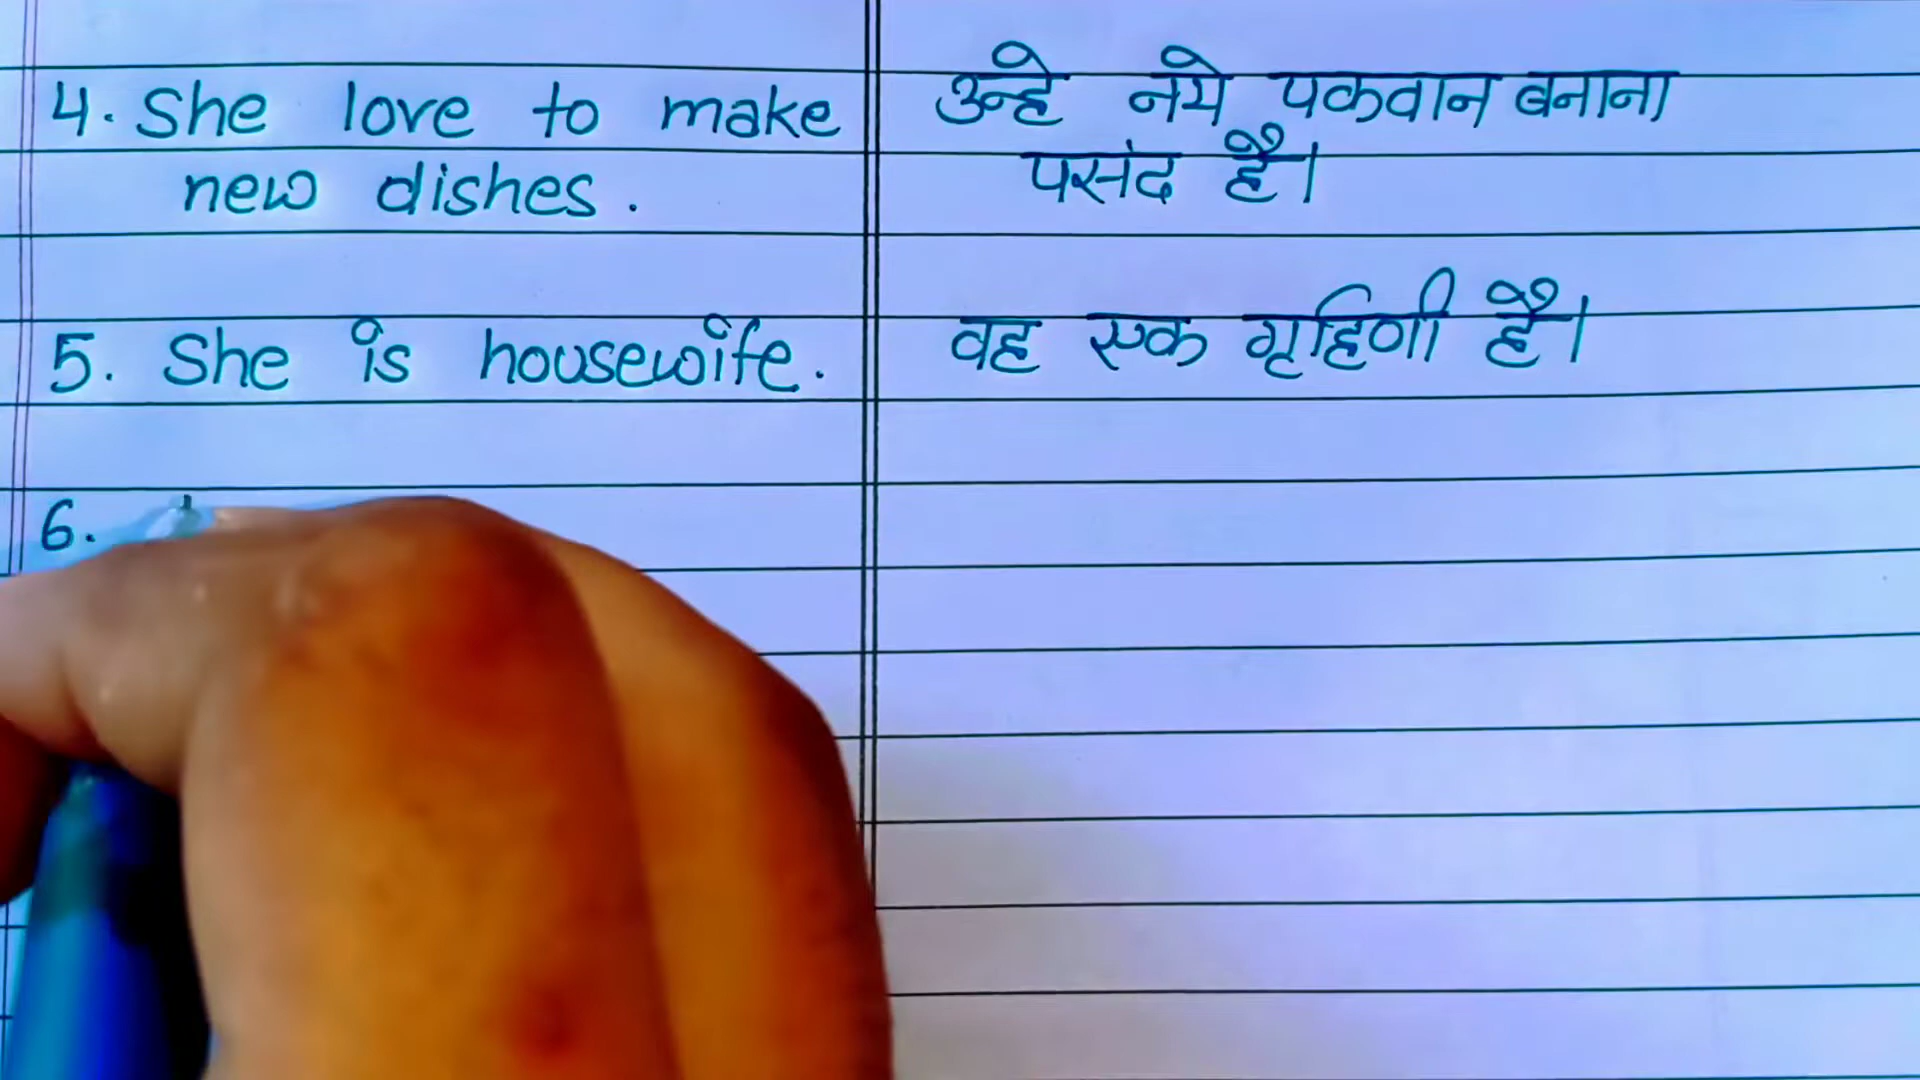 4. She love to make
new dishes.
उन्हे नये पकवान बनाना
पसंद है।
5. She is housewife.
वह एक गृहिणी है।
6.